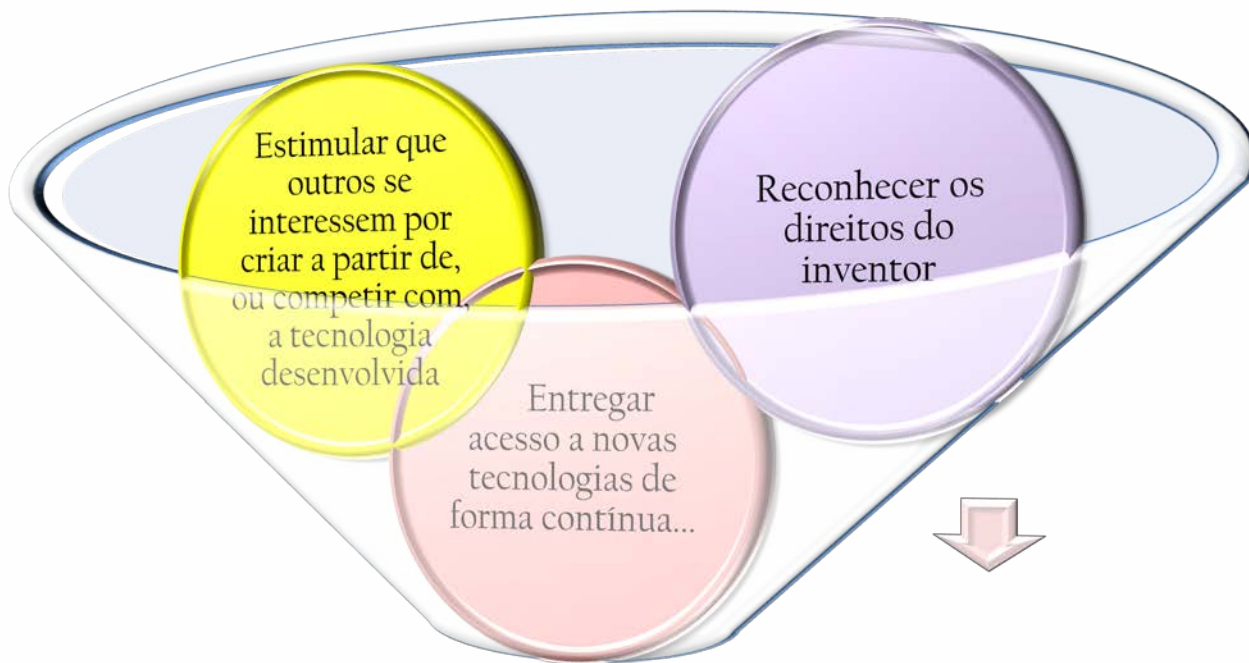 Estimular que
outros se
interessem por
criar a partir de,
ou competir com,
a tecnologia
desenvolvida
Reconhecer os
direitos do
inventor
Entregar
acesso a novas
tecnologias de
forma contínua...